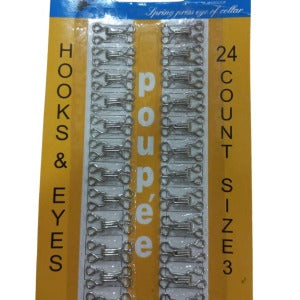 Spring press eye of collar
HOOKS & EYES
poupée
24 COUNT SIZE 3